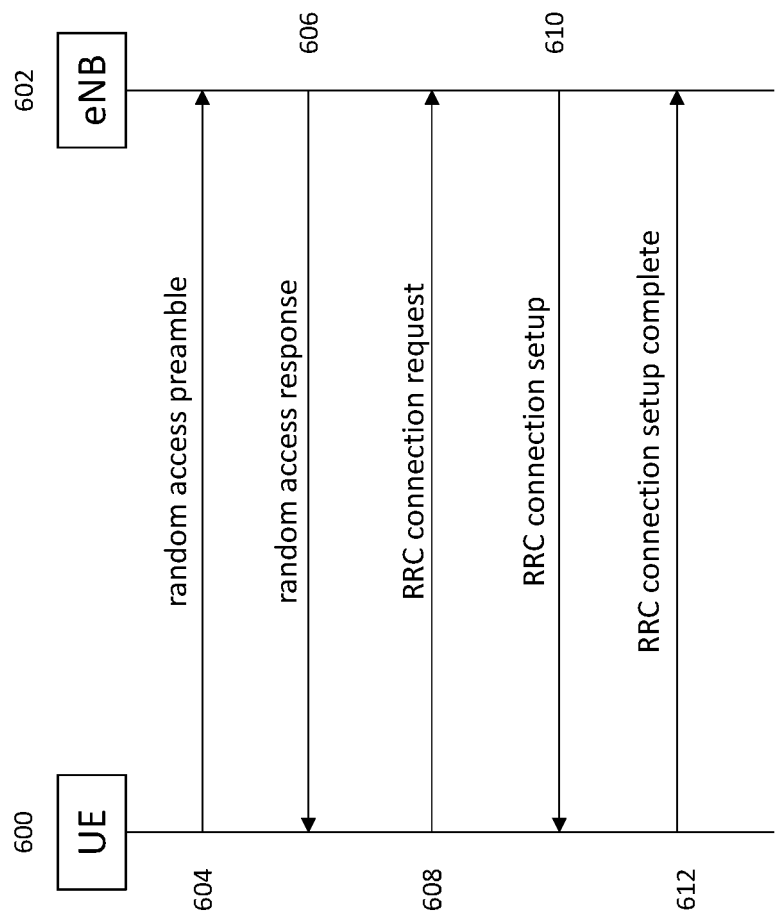 600
602
UE
eNB
604
random access preamble
random access response
606
608
RRC connection request
RRC connection setup
610
612
RRC connection setup complete